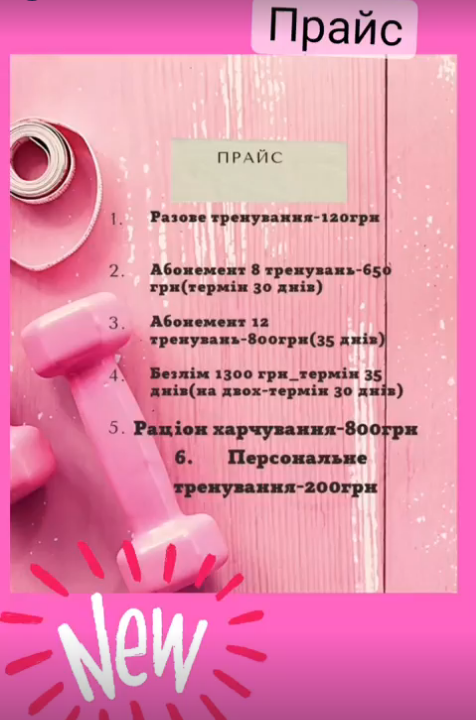 Прайс
ПРАЙС
1. Разове тренування-120грн
2. Абонемент 8 тренувань-650
грн(термін 30 днів)
3. Абонемент 12
тренувань-800грн(35 днів)
4. Безлім 1300 грн_термін 35
днів(на двох-термін 30 днів)
5. Раціон харчування-800грн
6. Персональне
тренування-200грн
New